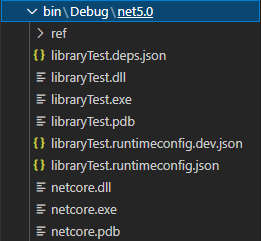 bin\Debug\net5.0
ref
{} libraryTest.deps.json
libraryTest.dll
libraryTest.exe
libraryTest.pdb
{} libraryTest.runtimeconfig.dev.json
{} libraryTest.runtimeconfig.json
netcore.dll
netcore.exe
netcore.pdb